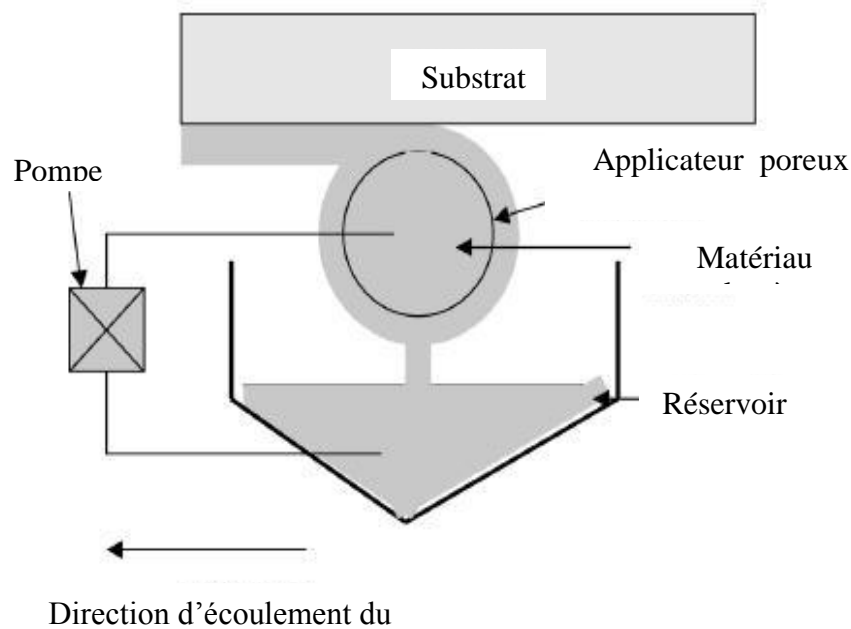 Substrat
Applicateur poreux
Pompe
Matériau
Réservoir
Direction d’écoulement du